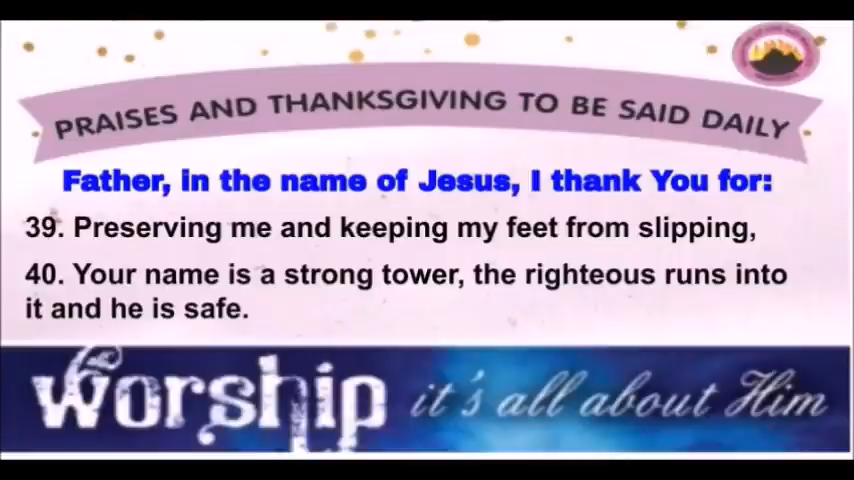 PRAISES AND THANKSGIVING TO BE SAID DAILY
Father, in the name of Jesus, I thank You for:
39. Preserving me and keeping my feet from slipping,
40. Your name is a strong tower, the righteous runs into
it and he is safe.
worship it's all about Him